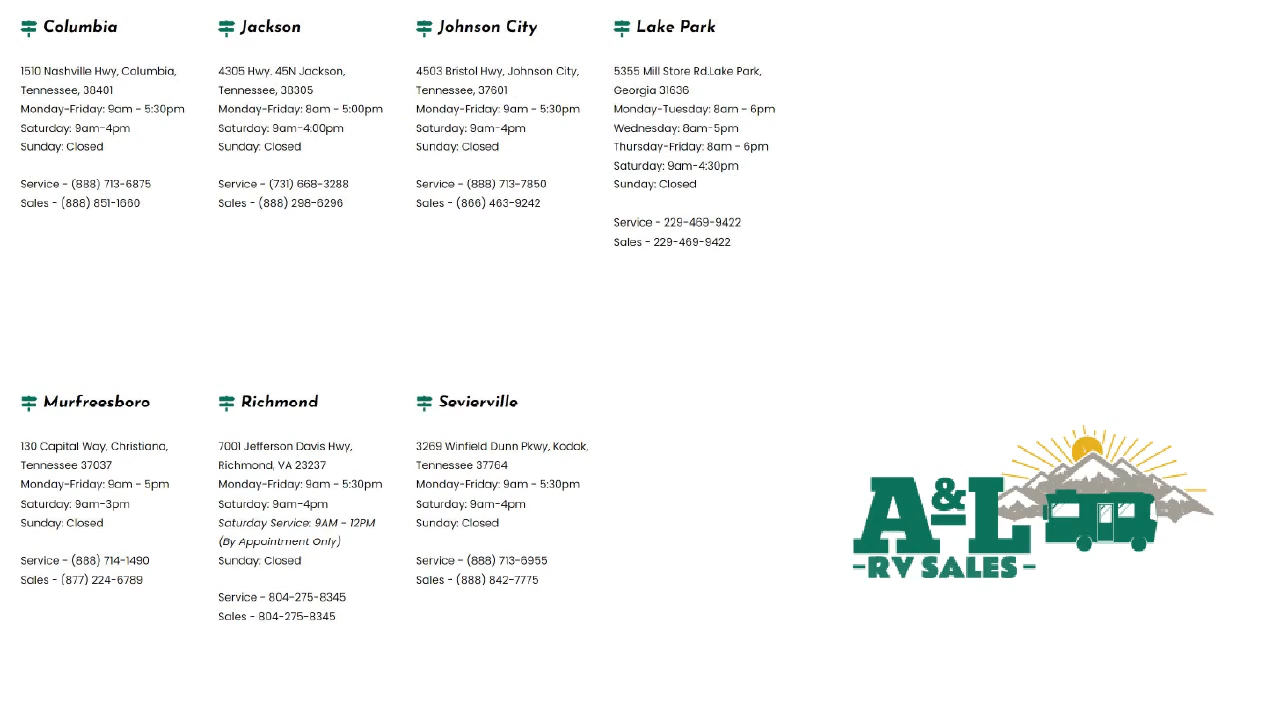 Columbia
1510 Nashville Hwy, Columbia,
Tennessee, 38401
Monday-Friday: 9am - 5:30pm
Saturday: 9am-4pm
Sunday: Closed
Service - (888) 713-6875
Sales - (888) 851-1660
Jackson
4305 Hwy. 45N Jackson,
Tennessee, 38305
Monday-Friday: 8am - 5:00pm
Saturday: 9am-4:00pm
Sunday: Closed
Service - (731) 668-3288
Sales - (888) 298-6296
Johnson City
4503 Bristol Hwy, Johnson City,
Tennessee, 37601
Monday-Friday: 9am - 5:30pm
Saturday: 9am-4pm
Sunday: Closed
Service - (888) 713-7850
Sales - (866) 463-9242
Lake Park
5355 Mill Store Rd.Lake Park,
Georgia 31636
Monday-Tuesday: 8am - 6pm
Wednesday: 8am-5pm
Thursday-Friday: 8am - 6pm
Saturday: 9am-4:30pm
Sunday: Closed
Service - 229-469-9422
Sales - 229-469-9422
Murfreesboro
130 Capital Way, Christiana,
Tennessee 37037
Monday-Friday: 9am - 5pm
Saturday: 9am-3pm
Sunday: Closed
Service - (888) 714-1490
Sales - (877) 224-6789
Richmond
7001 Jefferson Davis Hwy,
Richmond, VA 23237
Monday-Friday: 9am - 5:30pm
Saturday: 9am-4pm
Saturday Service: 9AM - 12PM
(By Appointment Only)
Sunday: Closed
Service - 804-275-8345
Sales - 804-275-8345
Sevierville
3269 Winfield Dunn Pkwy, Kodak,
Tennessee 37764
Monday-Friday: 9am - 5:30pm
Saturday: 9am-4pm
Sunday: Closed
Service - (888) 713-6955
Sales - (888) 842-7775
A&L
-RV SALES-